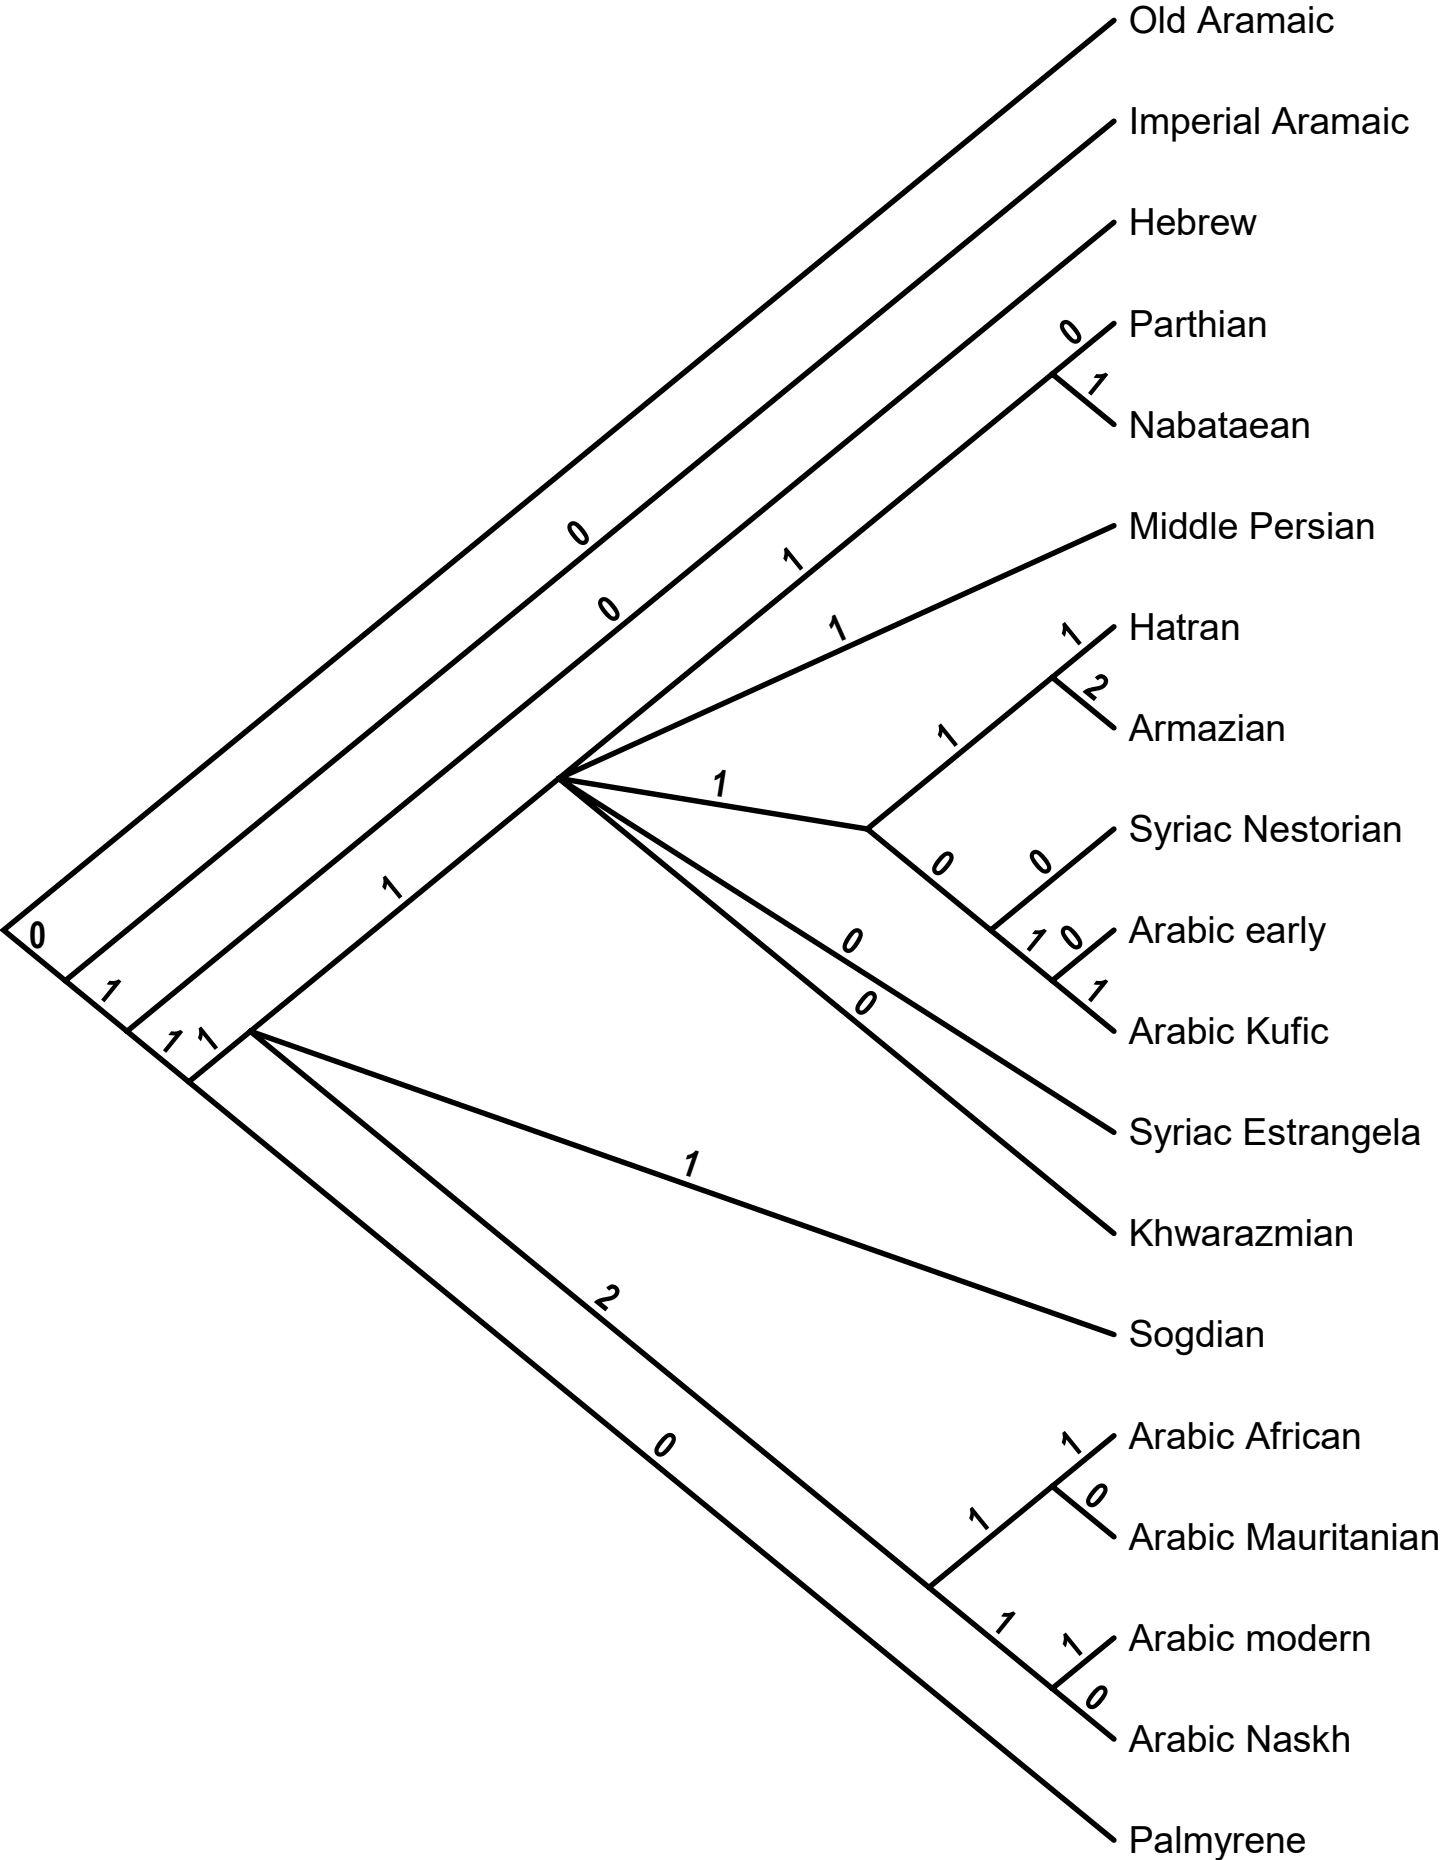 Old Aramaic
Imperial Aramaic
Hebrew
0
Parthian
1
Nabataean
0
Middle Persian
1
0
1
1
Hatran
2
Armazian
1
1
Syriac Nestorian
0
0
1
Arabic early
0
1
0
0
Arabic Kufic
1
0
1
1
1
Syriac Estrangela
1
Khwarazmian
2
Sogdian
0
1
Arabic African
0
1
Arabic Mauritanian
1
1
Arabic modern
0
Arabic Naskh
Palmyrene